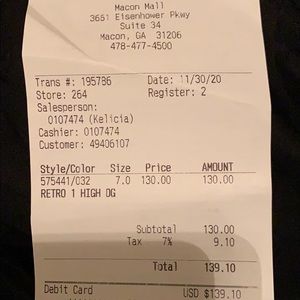 Macon Mall
3661 Eisenhower Pkwy
Suite 34
Macon, GA 31206
478-477-4500
Trans #: 195786 Date: 11/30/20
Store: 264 Register: 2
Salesperson:
0107474 (Kelicia)
Cashier: 0107474
Customer: 49406107
Style/Color Size Price AMOUNT
575441/032 7.0 130.00 130.00
RETRO 1 HIGH OG
Subtotal 130.00
Tax 7% 9.10
Total 139.10
Debit Card USD $139.10